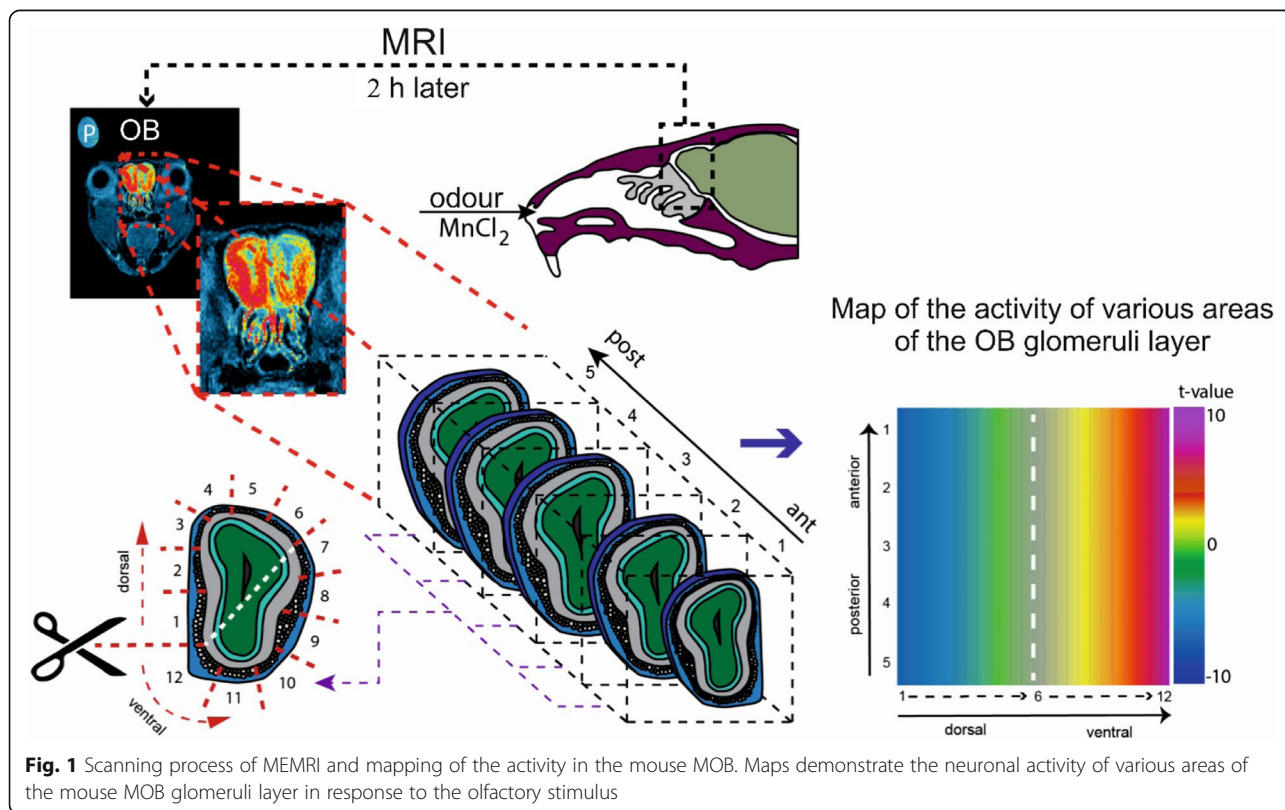 MRI
2 h later
P OB
odour
MnCl2
post
5
4
3
2
1
ant
Map of the activity of various areas
of the OB glomeruli layer
t-value
10
0
-10
anterior
posterior
1
2
3
4
5
1 6 12
dorsal ventral
4 5
3 6
2 7
1 8
9
12 11 10
dorsal
ventral
Fig. 1 Scanning process of MEMRI and mapping of the activity in the mouse MOB. Maps demonstrate the neuronal activity of various areas of
the mouse MOB glomeruli layer in response to the olfactory stimulus